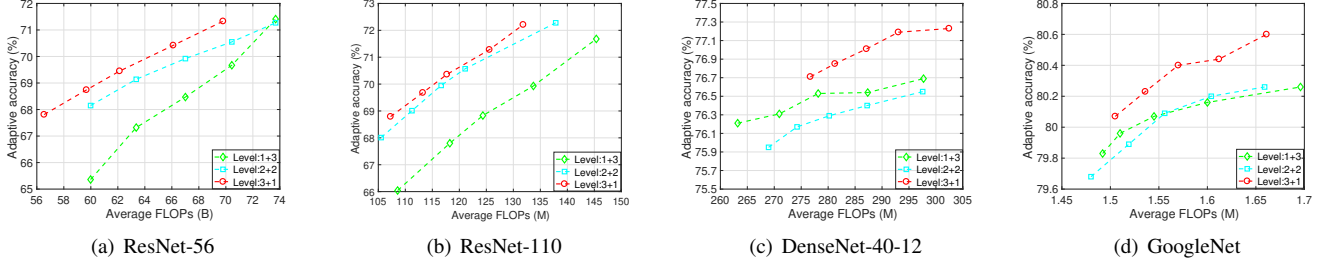 Adaptive accuracy (%)
72
71
70
69
68
67
66
65
Level:1+3
Level:2+2
Level:3+1
56 58 60 62 64 66 68 70 72 74
Average FLOPs (B)
(a) ResNet-56
Adaptive accuracy (%)
73
72
71
70
69
68
67
66
Level:1+3
Level:2+2
Level:3+1
105 110 115 120 125 130 135 140 145 150
Average FLOPs (M)
(b) ResNet-110
Adaptive accuracy (%)
77.5
77.3
77.1
76.9
76.7
76.5
76.3
76.1
75.9
75.7
75.5
Level:1+3
Level:2+2
Level:3+1
260 265 270 275 280 285 290 295 300 305
Average FLOPs (M)
(c) DenseNet-40-12
Adaptive accuracy (%)
80.8
80.6
80.4
80.2
80
79.8
79.6
Level:1+3
Level:2+2
Level:3+1
1.45 1.5 1.55 1.6 1.65 1.7
Average FLOPs (M)
(d) GoogleNet